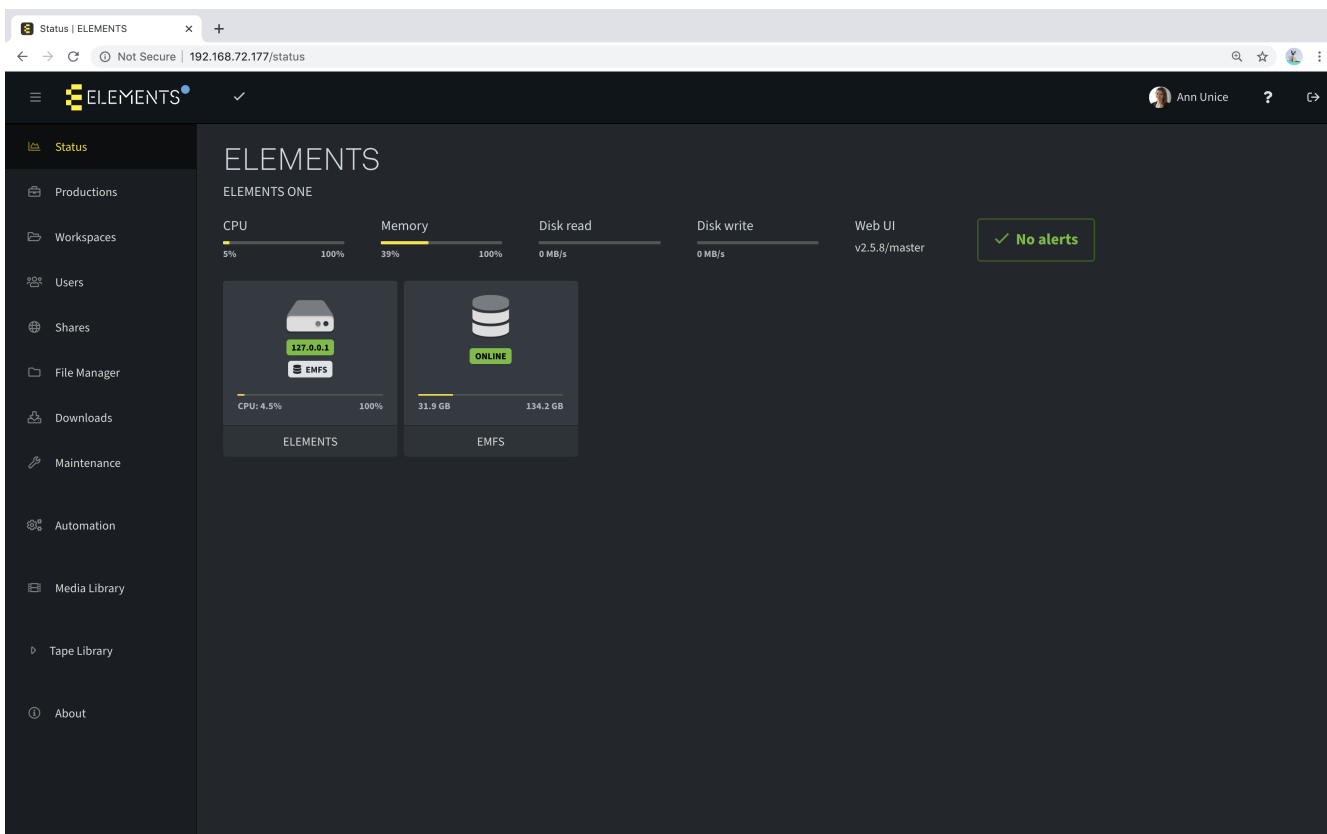 Status | ELEMENTS
Not Secure | 192.168.72.177/status
ELEMENTS
Ann Unice ?
Status
Productions
Workspaces
Users
Shares
File Manager
Downloads
Maintenance
Automation
Media Library
Tape Library
About
ELEMENTS
ELEMENTS ONE
CPU
5% 100%
Memory
39% 100%
Disk read
0 MB/s
Disk write
0 MB/s
Web UI
v2.5.8/master
No alerts
127.0.0.1
EMFS
CPU: 4.5% 100%
ELEMENTS
ONLINE
31.9 GB 134.2 GB
EMFS